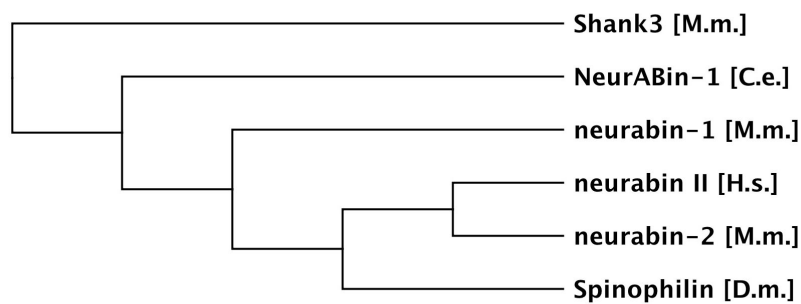 Shank3 [M.m.]
NeurABin-1 [C.e.]
neurabin-1 [M.m.]
neurabin II [H.s.]
neurabin-2 [M.m.]
Spinophilin [D.m.]